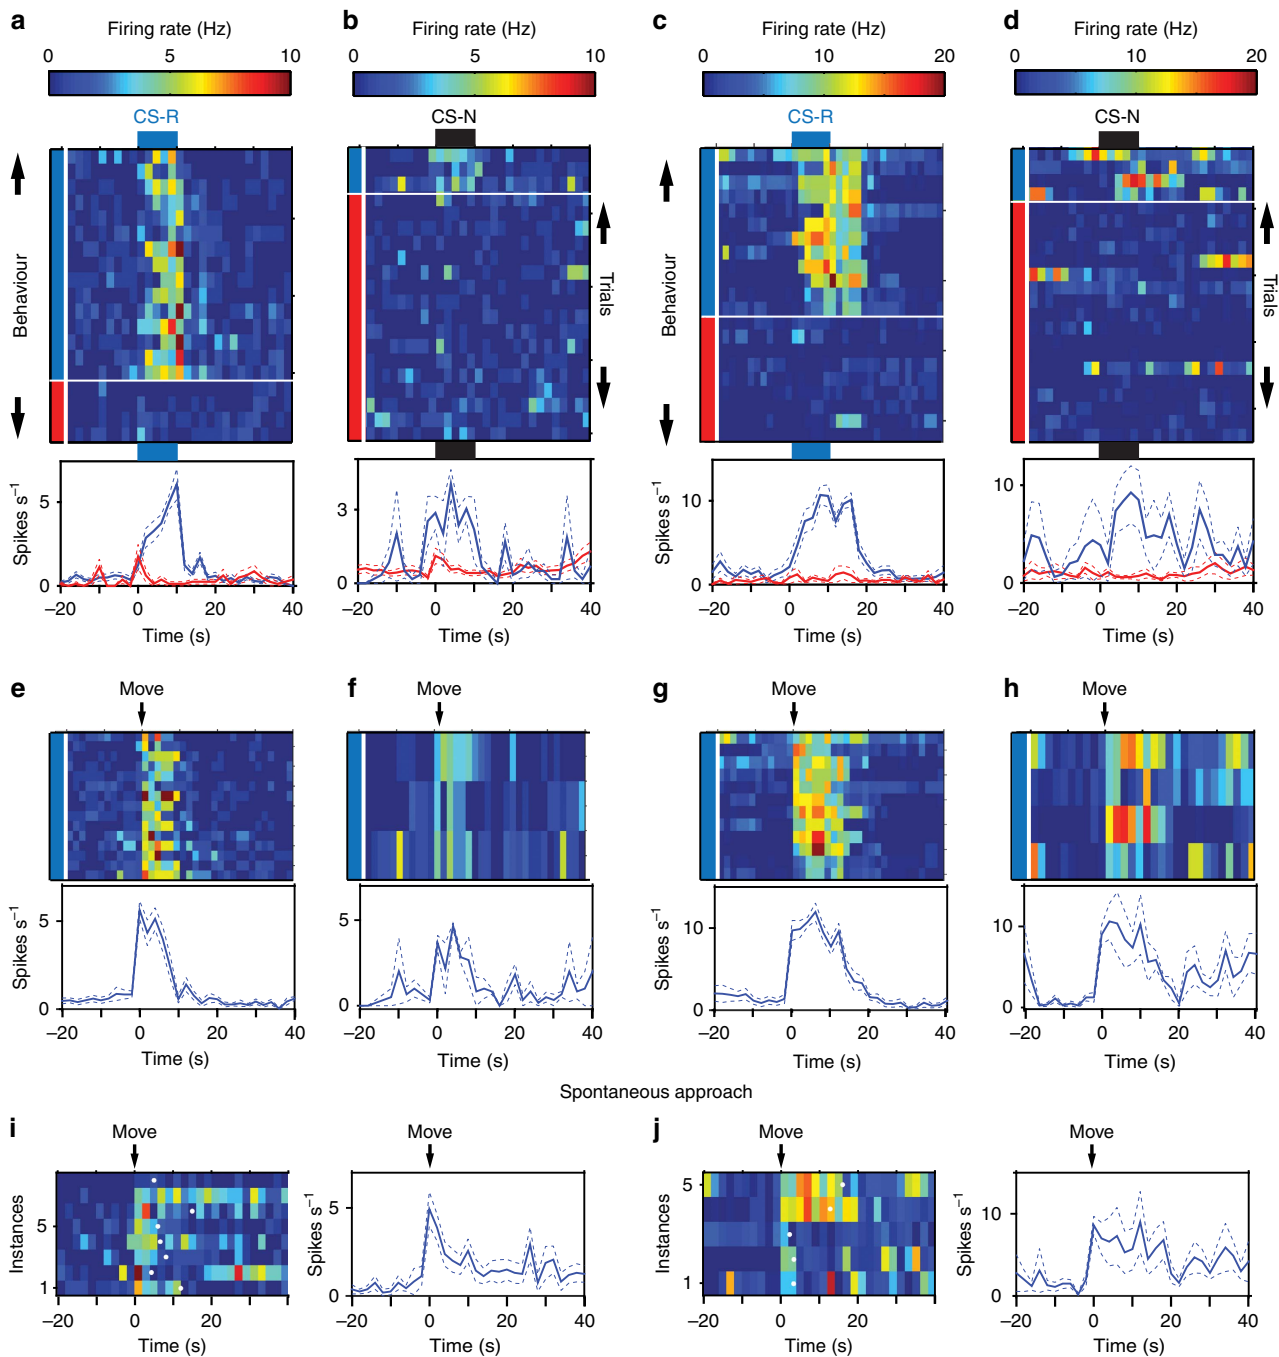 a b c d
Firing rate (Hz) Firing rate (Hz) Firing rate (Hz) Firing rate (Hz)
0 5 10 0 5 10 0 10 20 0 10 20
CS-R CS-N CS-R CS-N
Behaviour Trials Behaviour Trials
Spikes s⁻¹
5
0
–20 0 20 40
Time (s)
3
0
–20 0 20 40
Time (s)
Spikes s⁻¹
10
0
–20 0 20 40
Time (s)
10
0
–20 0 20 40
Time (s)
e f g h
Move Move Move Move
Spikes s⁻¹
5
0
–20 0 20 40
Time (s)
5
0
–20 0 20 40
Time (s)
Spikes s⁻¹
10
0
–20 0 20 40
Time (s)
10
0
–20 0 20 40
Time (s)
Spontaneous approach
i j
Move Move Move Move
Instances
5
1
–20 0 20 40
Time (s)
Spikes s⁻¹
5
0
–20 0 20 40
Time (s)
Instances
5
1
–20 0 20 40
Time (s)
Spikes s⁻¹
10
0
–20 0 20 40
Time (s)